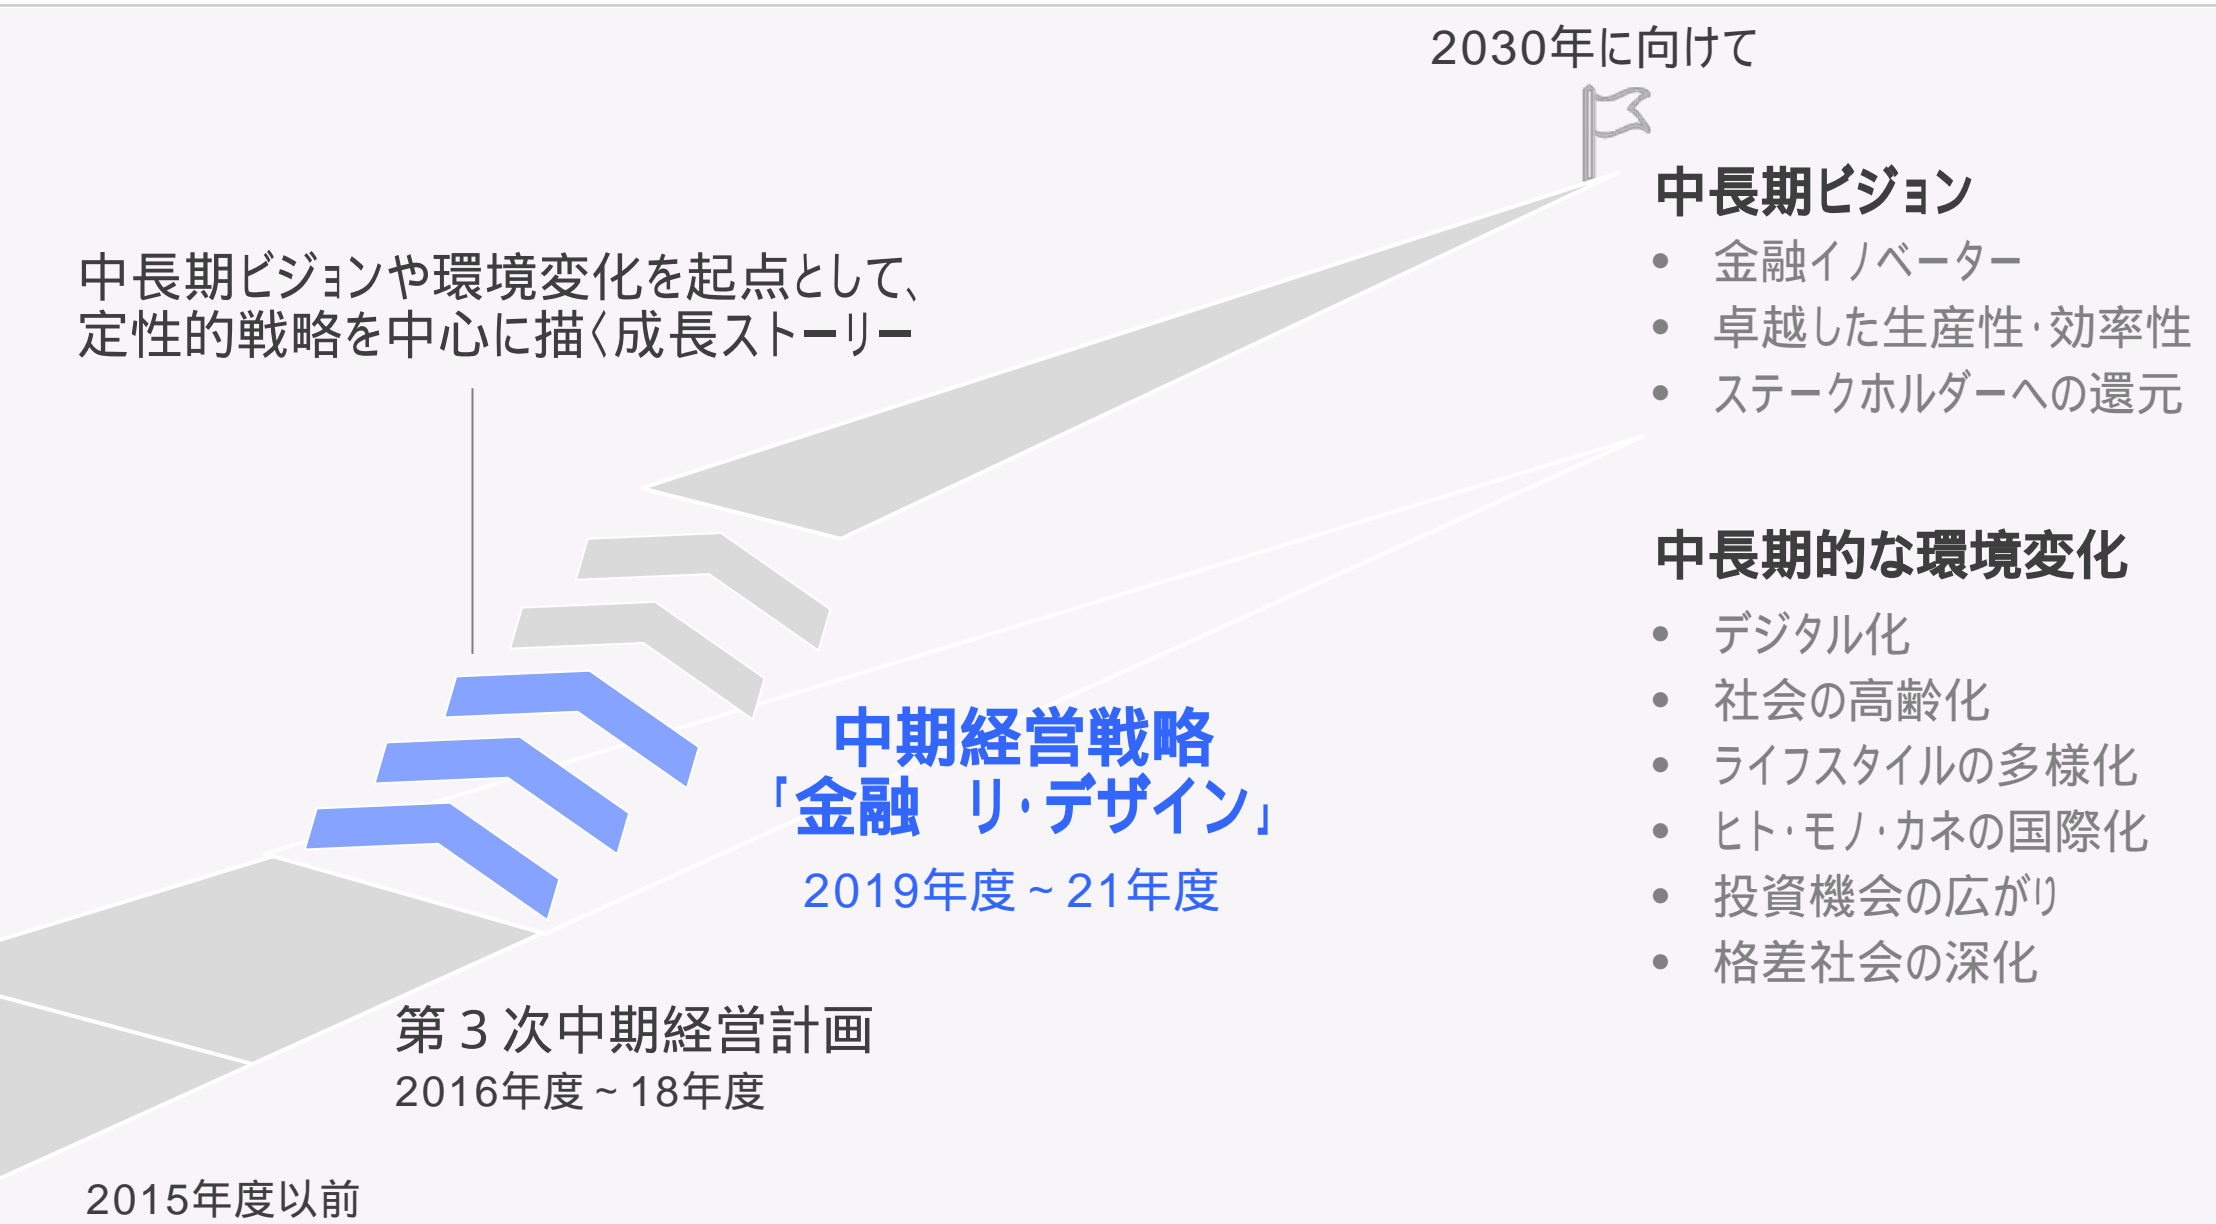 2030年に向けて
中長期ビジョン
• 金融イノベーター
• 卓越した生産性・効率性
• ステークホルダーへの還元
中長期ビジョンや環境変化を起点として、
定性的戦略を中心に描く成長ストーリー
中長期的な環境変化
• デジタル化
• 社会の高齢化
• ライフスタイルの多様化
• ヒト・モノ・カネの国際化
• 投資機会の広がり
• 格差社会の深化
中期経営戦略
「金融 リ・デザイン」
2019年度~21年度
第3次中期経営計画
2016年度~18年度
2015年度以前